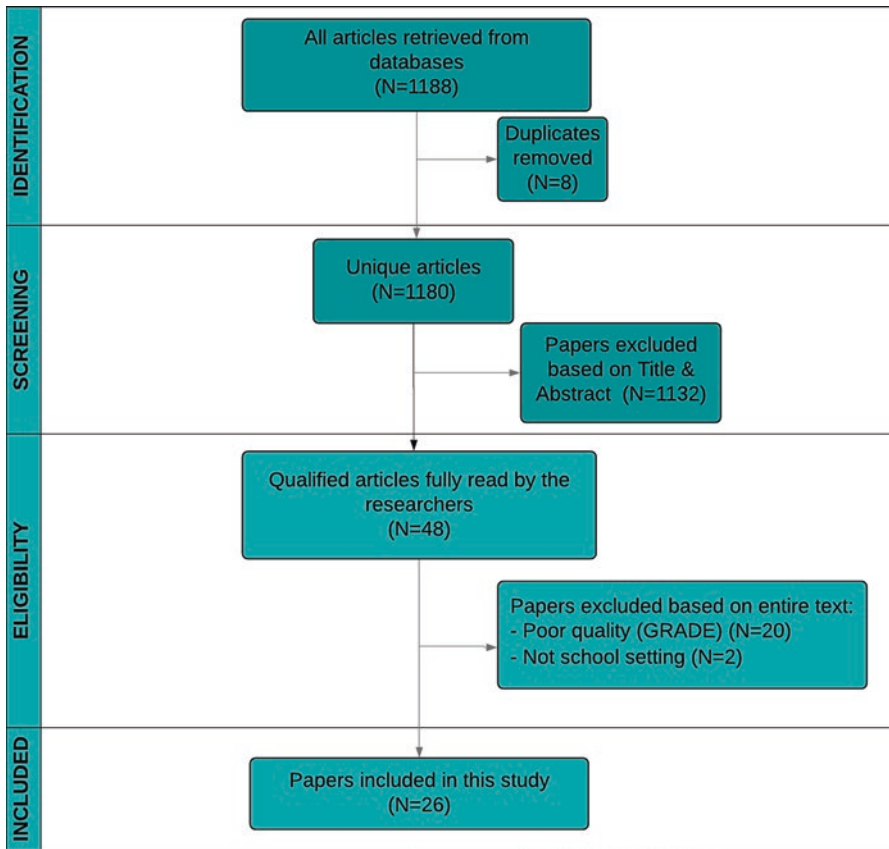 IDENTIFICATION
All articles retrieved from
databases
(N=1188)
Duplicates
removed
(N=8)
SCREENING
Unique articles
(N=1180)
Papers excluded
based on Title &
Abstract (N=1132)
ELIGIBILITY
Qualified articles fully read by the
researchers
(N=48)
Papers excluded based on entire text:
- Poor quality (GRADE) (N=20)
- Not school setting (N=2)
INCLUDED
Papers included in this study
(N=26)